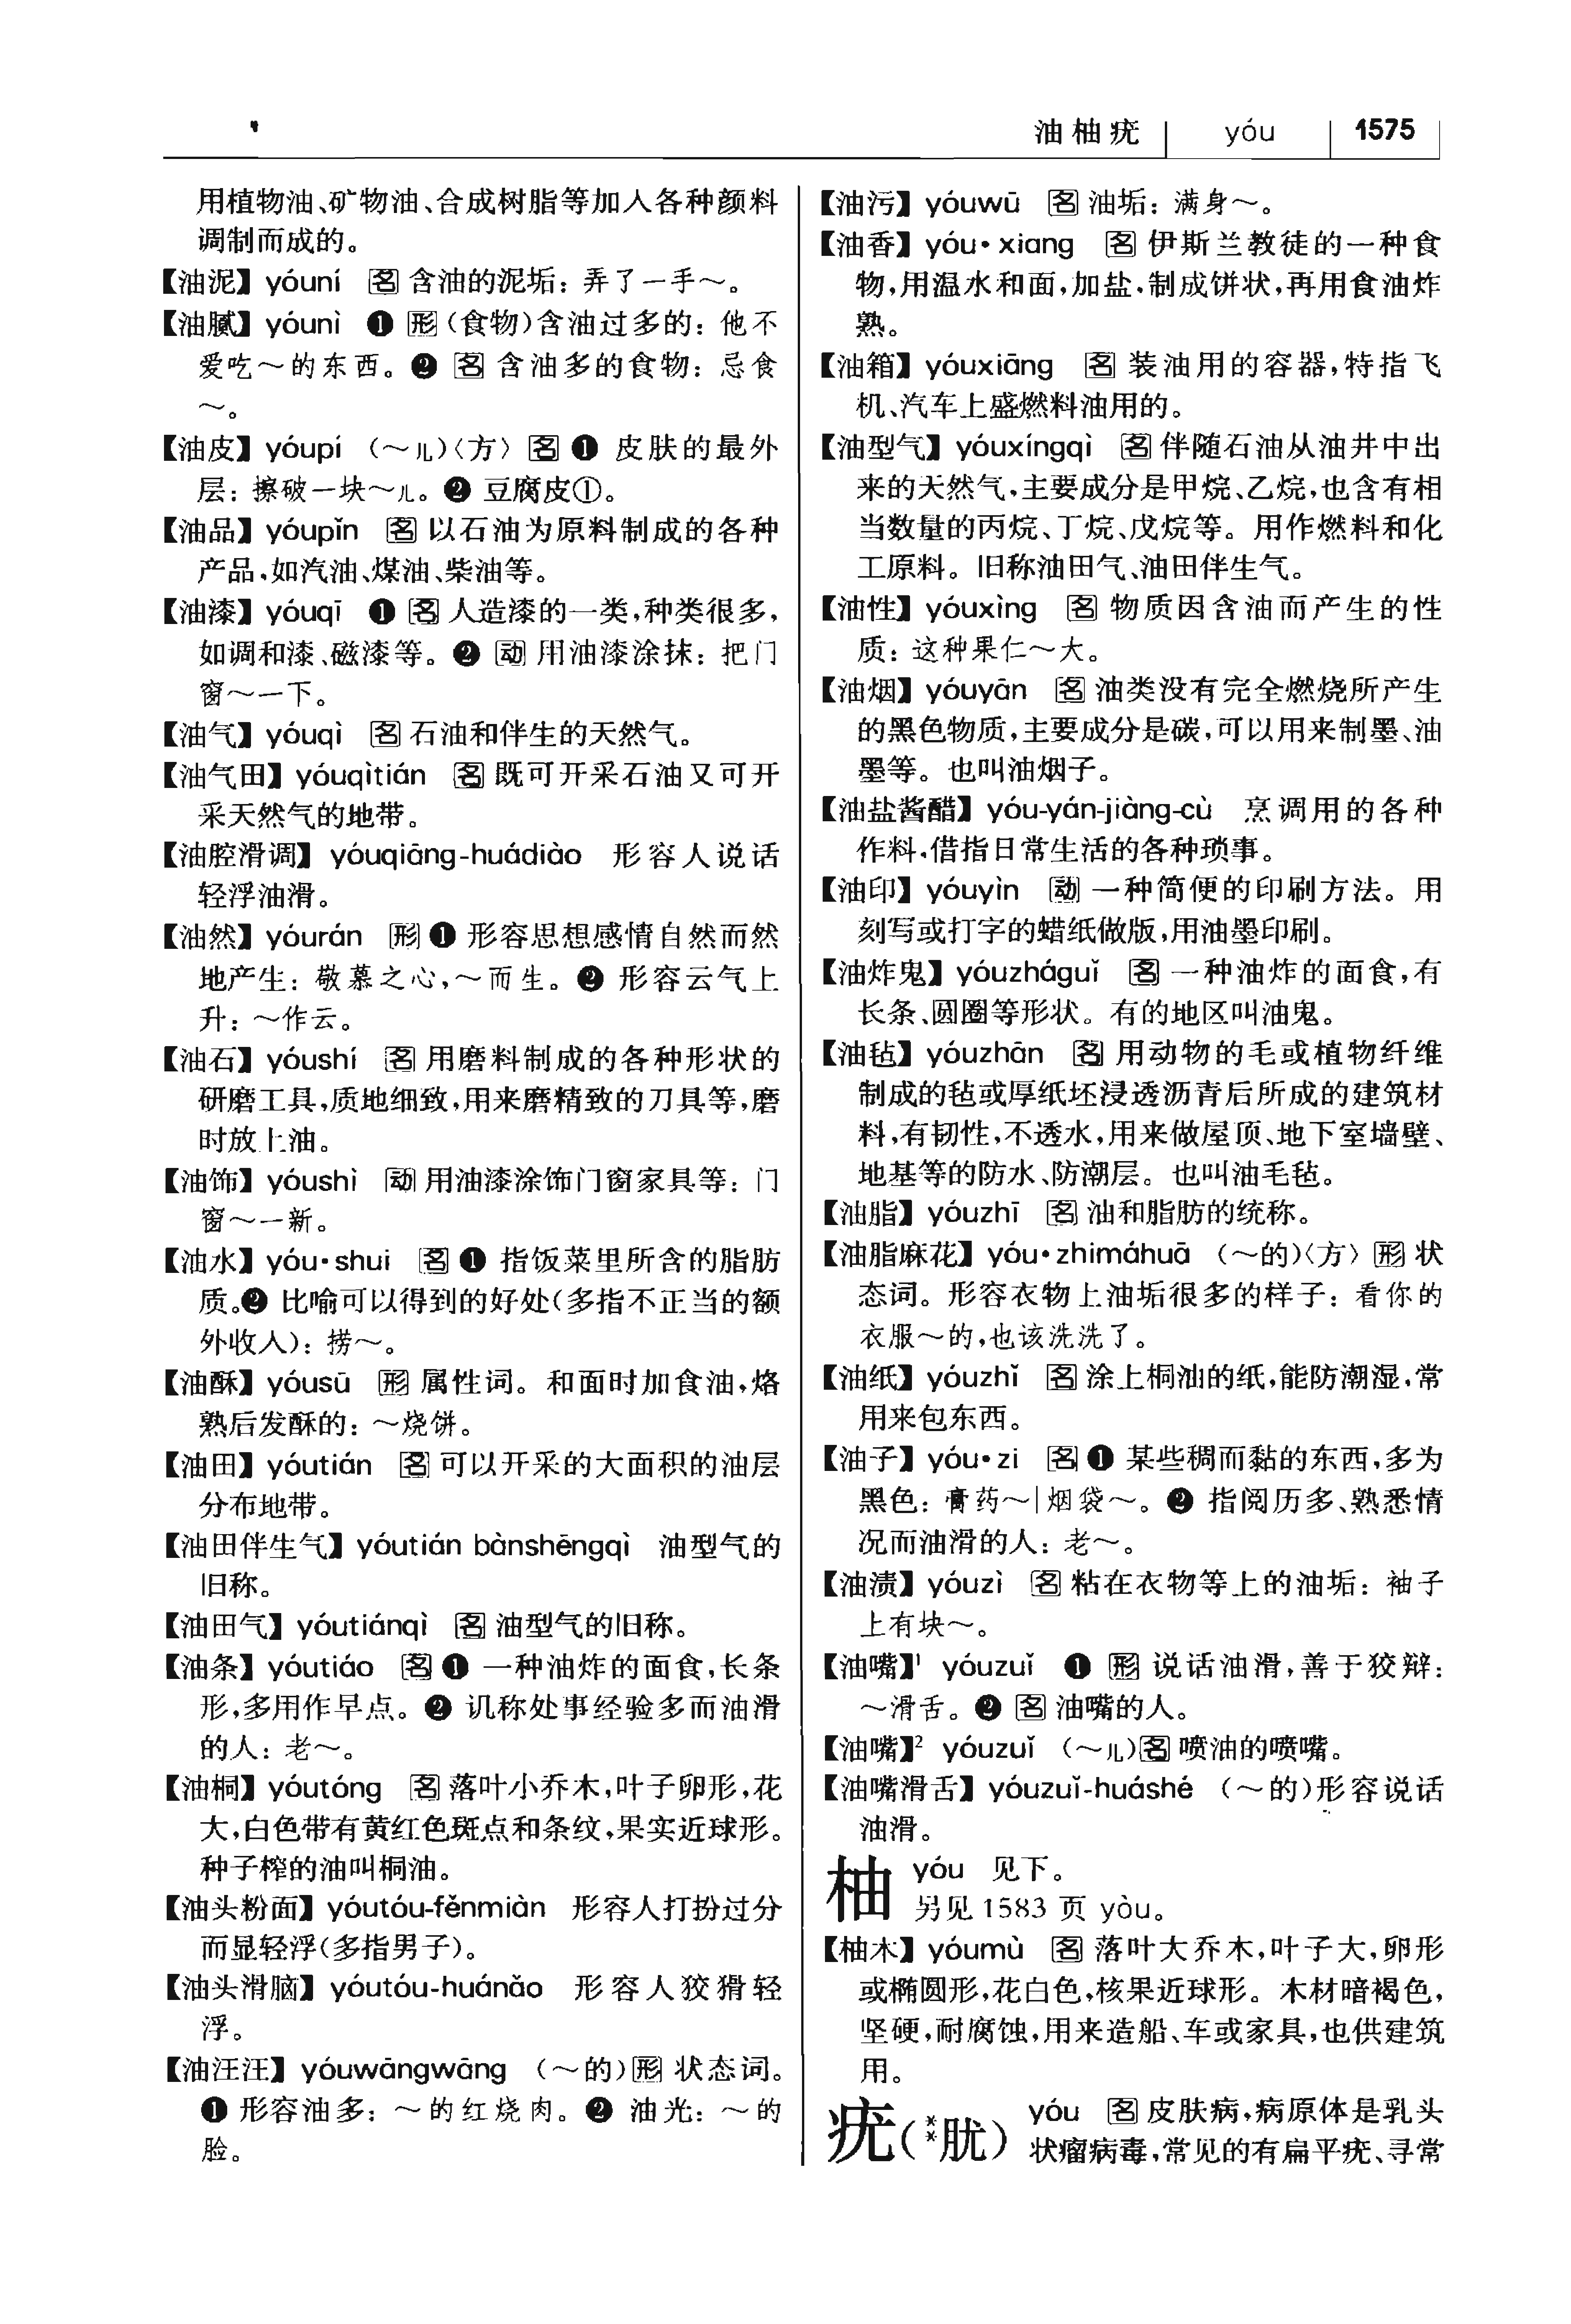 油柚疣 yóu 1575
用植物油、矿物油、合成树脂等加入各种颜料
调制而成的。
【油泥】yóuní 名 含油的泥垢：弄了一手～。
【油腻】yóunì ❶ 形（食物）含油过多的：他不
爱吃～的东西。❷ 名 含油多的食物：忌食
～。
【油皮】yóupí （～儿）〈方〉 名 ❶ 皮肤的最外
层：擦破一块～儿。❷ 豆腐皮①。
【油品】yóupǐn 名 以石油为原料制成的各种
产品，如汽油、煤油、柴油等。
【油漆】yóuqī ❶ 名 人造漆的一类，种类很多，
如调和漆、磁漆等。❷ 动 用油漆涂抹：把门
窗～一下。
【油气】yóuqì 名 石油和伴生的天然气。
【油气田】yóuqìtián 名 既可开采石油又可开
采天然气的地带。
【油腔滑调】yóuqiāng-huádiào 形容人说话
轻浮油滑。
【油然】yóurán 形 ❶ 形容思想感情自然而然
地产生：敬慕之心，～而生。❷ 形容云气上
升：～作云。
【油石】yóushí 名 用磨料制成的各种形状的
研磨工具，质地细致，用来磨精致的刀具等，磨
时放上油。
【油饰】yóushì 动 用油漆涂饰门窗家具等：门
窗～一新。
【油水】yóu·shui 名 ❶ 指饭菜里所含的脂肪
质。❷ 比喻可以得到的好处（多指不正当的额
外收入）：捞～。
【油酥】yóusū 形 属性词。和面时加食油，烙
熟后发酥的：～烧饼。
【油田】yóutián 名 可以开采的大面积的油层
分布地带。
【油田伴生气】yóutián bànshēngqì 油型气的
旧称。
【油田气】yóutiánqì 名 油型气的旧称。
【油条】yóutiáo 名 ❶ 一种油炸的面食，长条
形，多用作早点。❷ 讥称处事经验多而油滑
的人：老～。
【油桐】yóutóng 名 落叶小乔木，叶子卵形，花
大，白色带有黄红色斑点和条纹，果实近球形。
种子榨的油叫桐油。
【油头粉面】yóutóu-fěnmiàn 形容人打扮过分
而显轻浮（多指男子）。
【油头滑脑】yóutóu-huánǎo 形容人狡猾轻
浮。
【油汪汪】yóuwāngwāng （～的）形 状态词。
❶ 形容油多：～的红烧肉。❷ 油光：～的
脸。
【油污】yóuwū 名 油垢：满身～。
【油香】yóu·xiang 名 伊斯兰教徒的一种食
物，用温水和面，加盐，制成饼状，再用食油炸
熟。
【油箱】yóuxiāng 名 装油用的容器，特指飞
机、汽车上盛燃料油用的。
【油型气】yóuxíngqì 名 伴随石油从油井中出
来的天然气，主要成分是甲烷、乙烷，也含有相
当数量的丙烷、丁烷、戊烷等。用作燃料和化
工原料。旧称油田气、油田伴生气。
【油性】yóuxìng 名 物质因含油而产生的性
质：这种果仁～大。
【油烟】yóuyān 名 油类没有完全燃烧所产生
的黑色物质，主要成分是碳，可以用来制墨、油
墨等。也叫油烟子。
【油盐酱醋】yóu-yán-jiàng-cù 烹调用的各种
作料，借指日常生活的各种琐事。
【油印】yóuyìn 动 一种简便的印刷方法。用
刻写或打字的蜡纸做版，用油墨印刷。
【油炸鬼】yóuzháguǐ 名 一种油炸的面食，有
长条、圆圈等形状。有的地区叫油鬼。
【油毡】yóuzhān 名 用动物的毛或植物纤维
制成的毡或厚纸坯浸透沥青后所成的建筑材
料，有韧性，不透水，用来做屋顶、地下室墙壁、
地基等的防水、防潮层。也叫油毛毡。
【油脂】yóuzhī 名 油和脂肪的统称。
【油脂麻花】yóu·zhimáhuā （～的）〈方〉 形 状
态词。形容衣物上油垢很多的样子：看你的
衣服～的，也该洗洗了。
【油纸】yóuzhǐ 名 涂上桐油的纸，能防潮湿，常
用来包东西。
【油子】yóu·zi 名 ❶ 某些稠而黏的东西，多为
黑色：膏药～|烟袋～。❷ 指阅历多、熟悉情
况而油滑的人：老～。
【油渍】yóuzì 名 粘在衣物等上的油垢：袖子
上有块～。
【油嘴】¹ yóuzuǐ ❶ 形 说话油滑，善于狡辩：
～滑舌。❷ 名 油嘴的人。
【油嘴】² yóuzuǐ （～儿）名 喷油的喷嘴。
【油嘴滑舌】yóuzuǐ-huáshé （～的）形容说话
油滑。
柚 yóu 见下。
另见 1583 页 yòu。
【柚木】yóumù 名 落叶大乔木，叶子大，卵形
或椭圆形，花白色，核果近球形。木材暗褐色，
坚硬，耐腐蚀，用来造船、车或家具，也供建筑
用。
疣（**肬） yóu 名 皮肤病，病原体是乳头
状瘤病毒，常见的有扁平疣、寻常